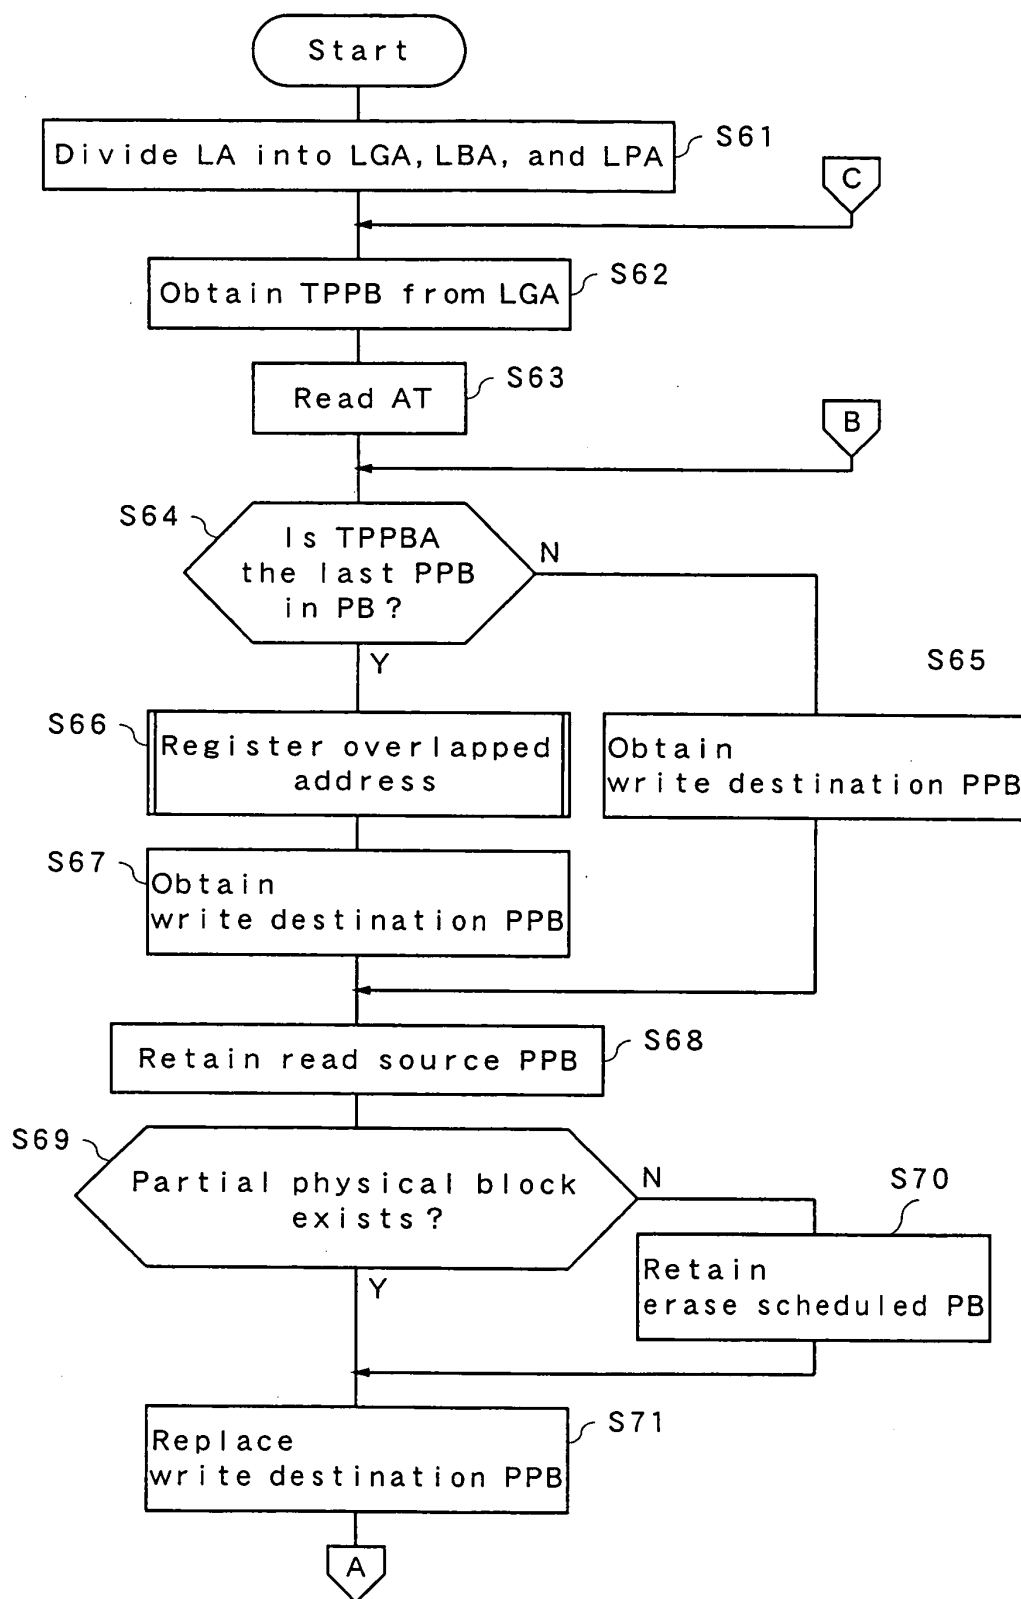 Start
S61
Divide LA into LGA, LBA, and LPA
C
S62
Obtain TPPB from LGA
S63
Read AT
B
S64
Is TPPBA
the last PPB
in PB?
N
Y
S65
S66
Register overlapped
address
Obtain
write destination PPB
S67
Obtain
write destination PPB
S68
Retain read source PPB
S69
Partial physical block
exists?
N
S70
Y
Retain
erase scheduled PB
S71
Replace
write destination PPB
A